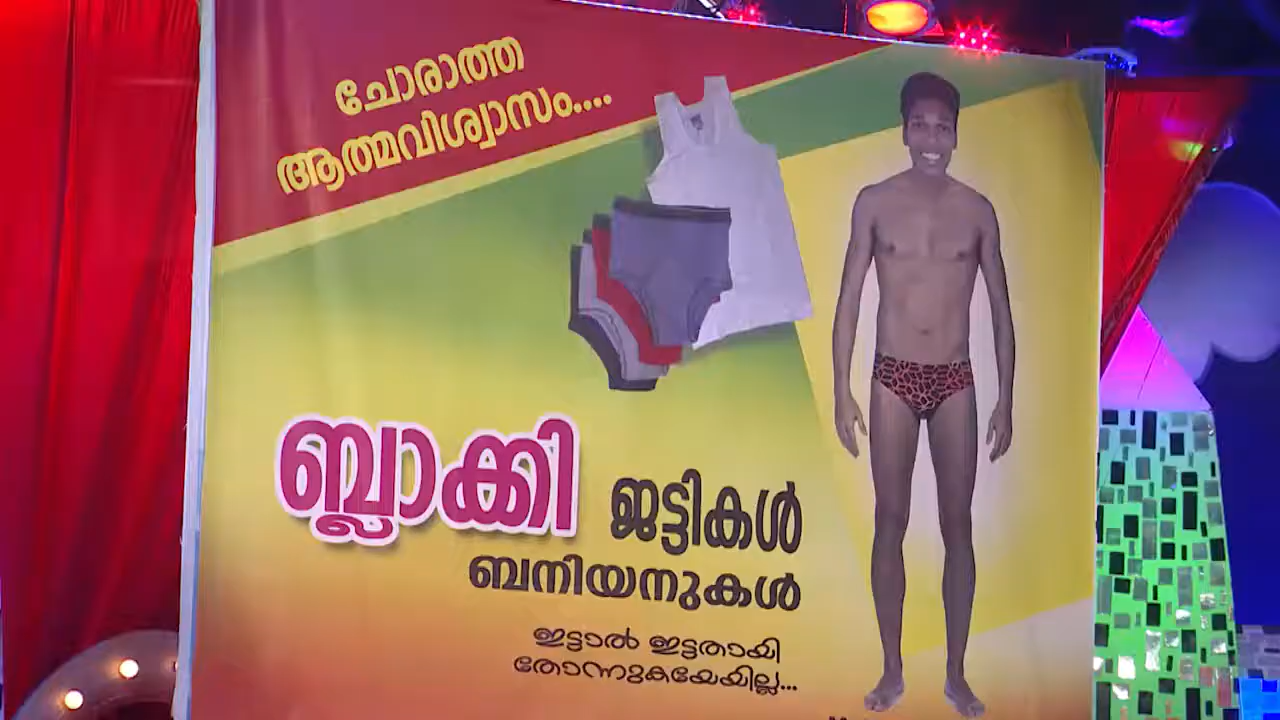 ചോരാത്ത
ആത്മവിശ്വാസം....
ബ്ലാക്കി ജട്ടികൾ
ബനിയനുകൾ
ഇട്ടാൽ ഇട്ടതായി
തോന്നുകയേയില്ല...